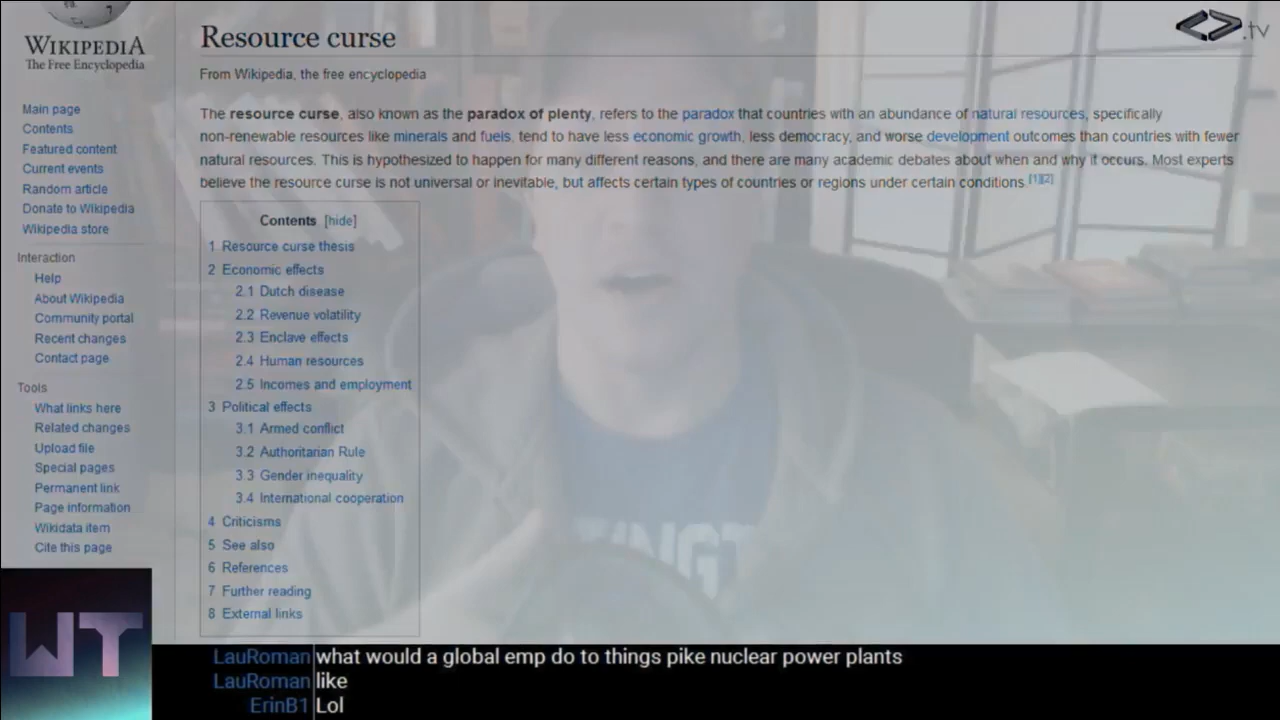 WIKIPEDIA
The Free Encyclopedia
Main page
Contents
Featured content
Current events
Random article
Donate to Wikipedia
Wikipedia store
Interaction
Help
About Wikipedia
Community portal
Recent changes
Contact page
Tools
What links here
Related changes
Upload file
Special pages
Permanent link
Page information
Wikidata item
Cite this page
Resource curse
From Wikipedia, the free encyclopedia
The resource curse, also known as the paradox of plenty, refers to the paradox that countries with an abundance of natural resources, specifically
non-renewable resources like minerals and fuels, tend to have less economic growth, less democracy, and worse development outcomes than countries with fewer
natural resources. This is hypothesized to happen for many different reasons, and there are many academic debates about when and why it occurs. Most experts
believe the resource curse is not universal or inevitable, but affects certain types of countries or regions under certain conditions.[1][2]
Contents [hide]
1 Resource curse thesis
2 Economic effects
2.1 Dutch disease
2.2 Revenue volatility
2.3 Enclave effects
2.4 Human resources
2.5 Incomes and employment
3 Political effects
3.1 Armed conflict
3.2 Authoritarian Rule
3.3 Gender inequality
3.4 International cooperation
4 Criticisms
5 See also
6 References
7 Further reading
8 External links
.tv
WT
LauRoman what would a global emp do to things pike nuclear power plants
LauRoman like
ErinB1 Lol